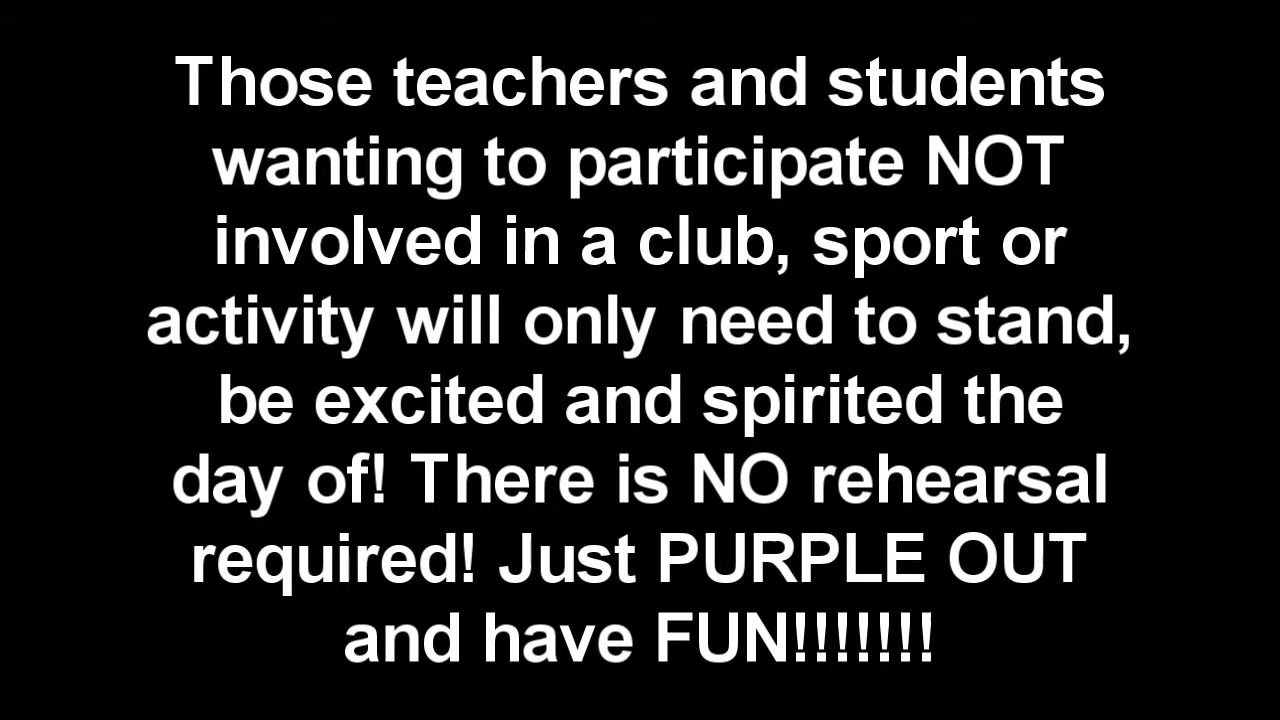 Those teachers and students
wanting to participate NOT
involved in a club, sport or
activity will only need to stand,
be excited and spirited the
day of! There is NO rehearsal
required! Just PURPLE OUT
and have FUN!!!!!!!